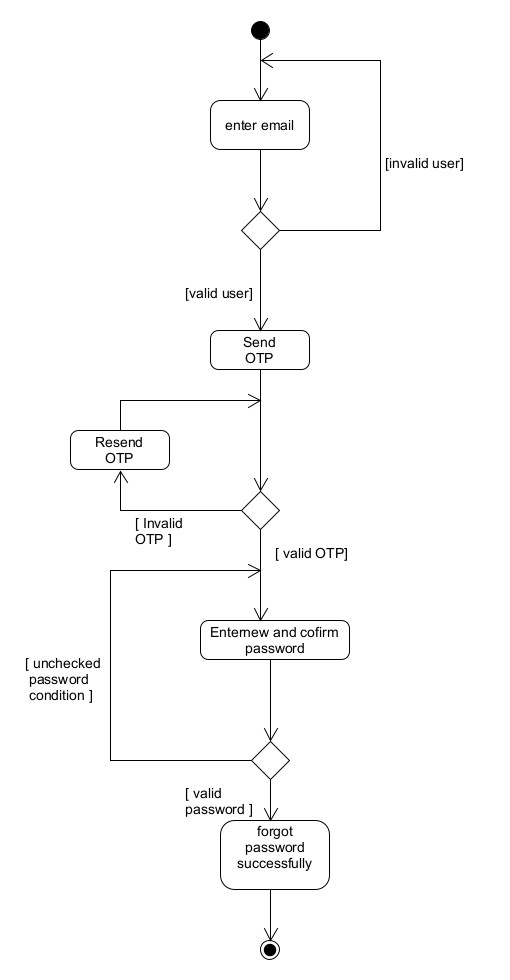 enter email
[invalid user]
[valid user]
Send
OTP
Resend
OTP
[ Invalid
OTP ]
[ valid OTP]
Enternew and cofirm
password
[ unchecked
password
condition ]
[ valid
password ]
forgot
password
successfully